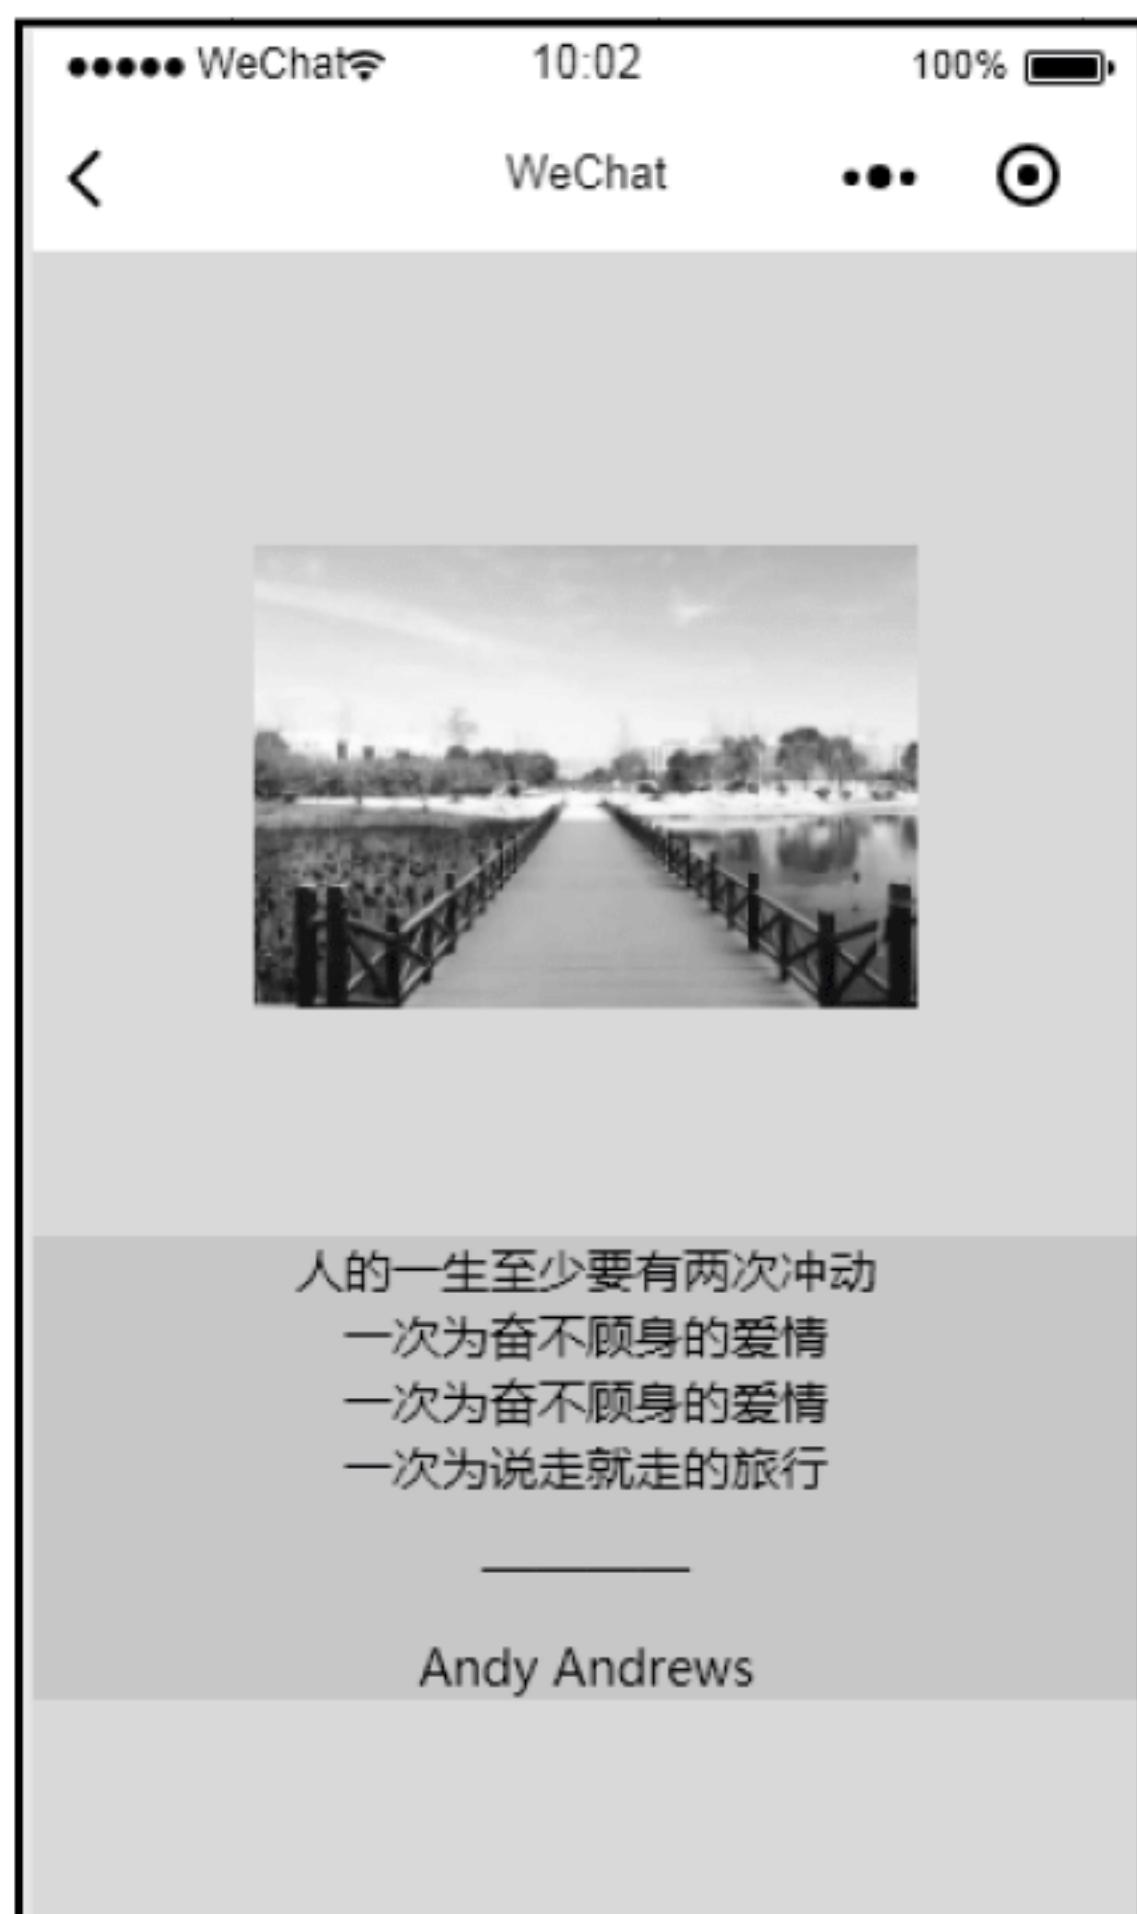 WeChat 10:02 100%
WeChat
人的一生至少要有两次冲动
一次为奋不顾身的爱情
一次为奋不顾身的爱情
一次为说走就走的旅行
Andy Andrews